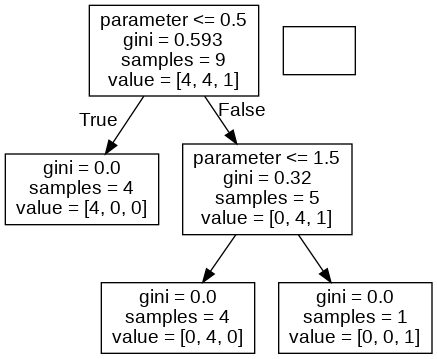 parameter <= 0.5
gini = 0.593
samples = 9
value = [4, 4, 1]
True
False
gini = 0.0
samples = 4
value = [4, 0, 0]
parameter <= 1.5
gini = 0.32
samples = 5
value = [0, 4, 1]
gini = 0.0
samples = 4
value = [0, 4, 0]
gini = 0.0
samples = 1
value = [0, 0, 1]